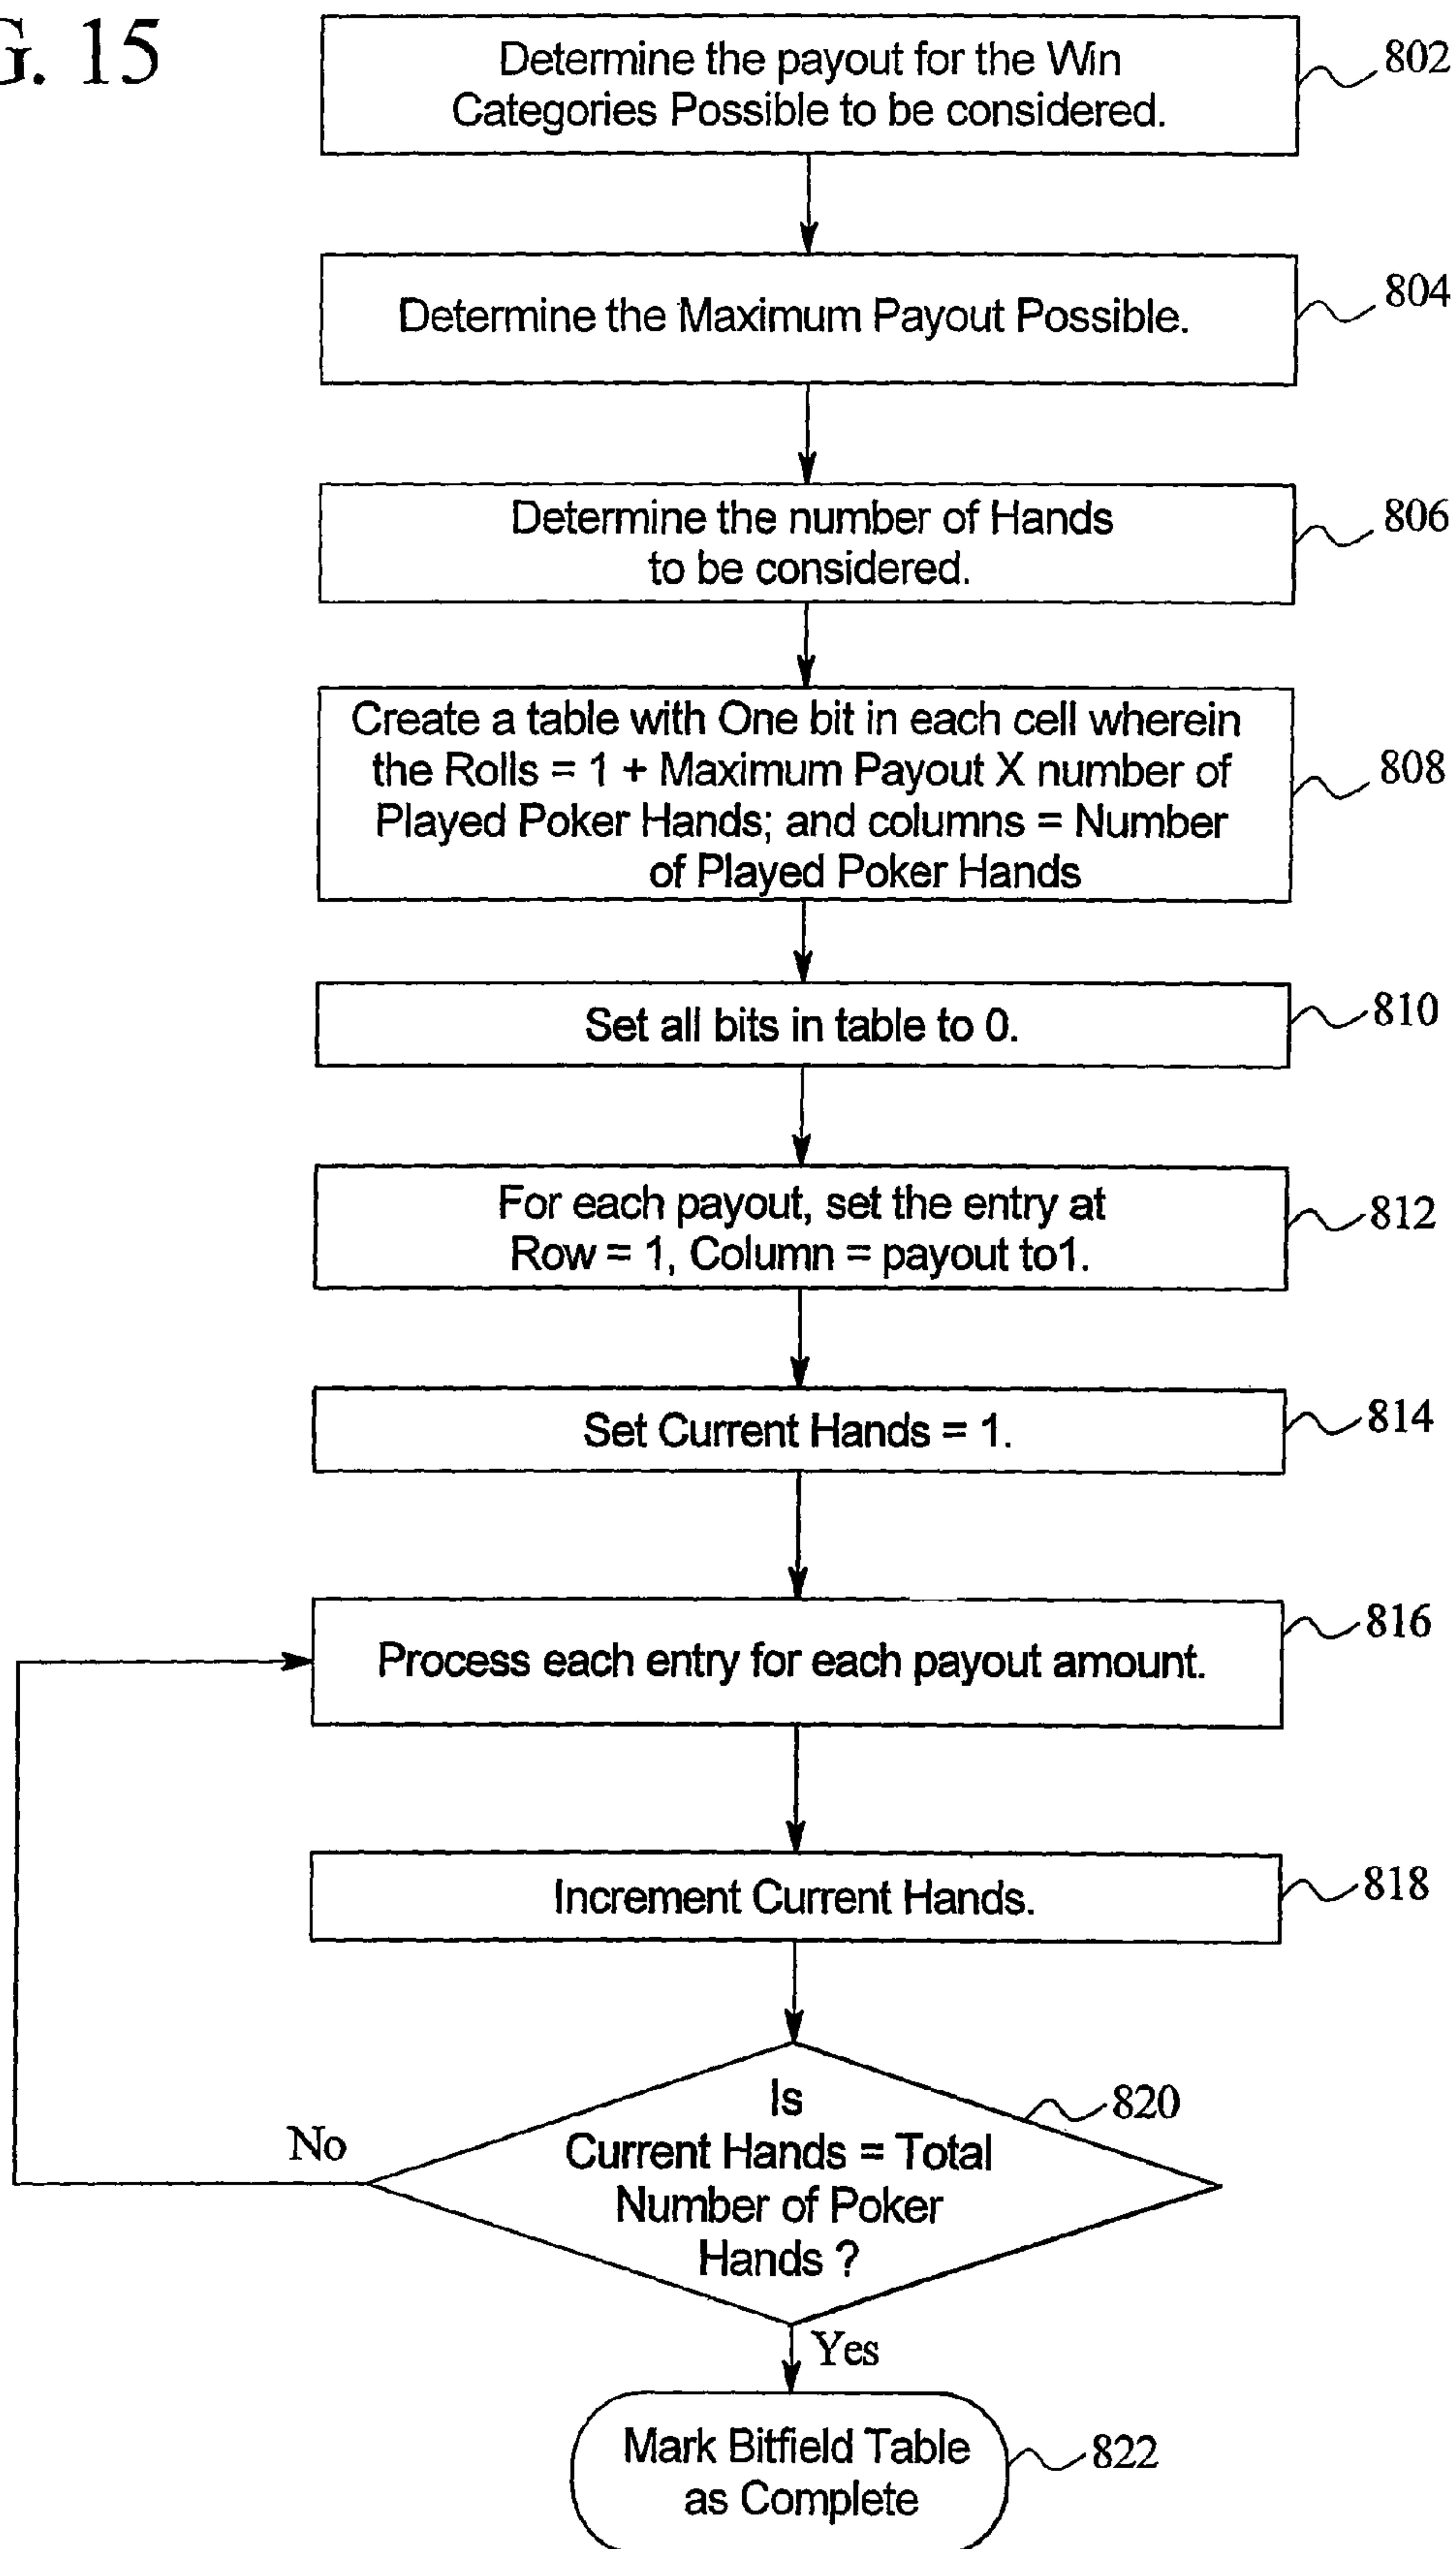 G. 15
Determine the payout for the Win
Categories Possible to be considered.
802
Determine the Maximum Payout Possible.
804
Determine the number of Hands
to be considered.
806
Create a table with One bit in each cell wherein
the Rolls = 1 + Maximum Payout X number of
Played Poker Hands; and columns = Number
of Played Poker Hands
808
Set all bits in table to 0.
810
For each payout, set the entry at
Row = 1, Column = payout to1.
812
Set Current Hands = 1.
814
Process each entry for each payout amount.
816
Increment Current Hands.
818
Is
Current Hands = Total
Number of Poker
Hands ?
820
No
Yes
Mark Bitfield Table
as Complete
822